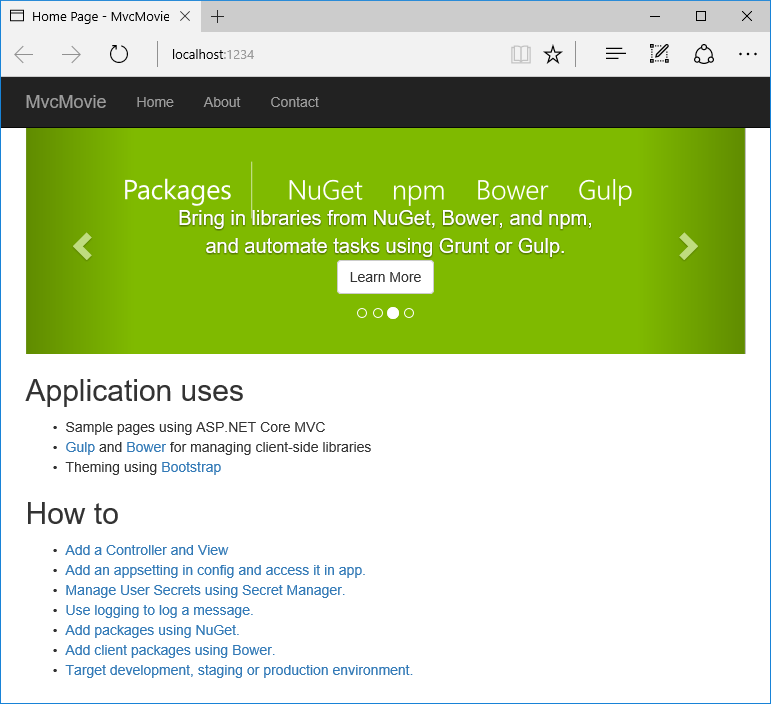 Home Page - MvcMovie
localhost:1234
MvcMovie Home About Contact
Packages NuGet npm Bower Gulp
Bring in libraries from NuGet, Bower, and npm,
and automate tasks using Grunt or Gulp.
Learn More
Application uses
• Sample pages using ASP.NET Core MVC
• Gulp and Bower for managing client-side libraries
• Theming using Bootstrap
How to
• Add a Controller and View
• Add an appsetting in config and access it in app.
• Manage User Secrets using Secret Manager.
• Use logging to log a message.
• Add packages using NuGet.
• Add client packages using Bower.
• Target development, staging or production environment.